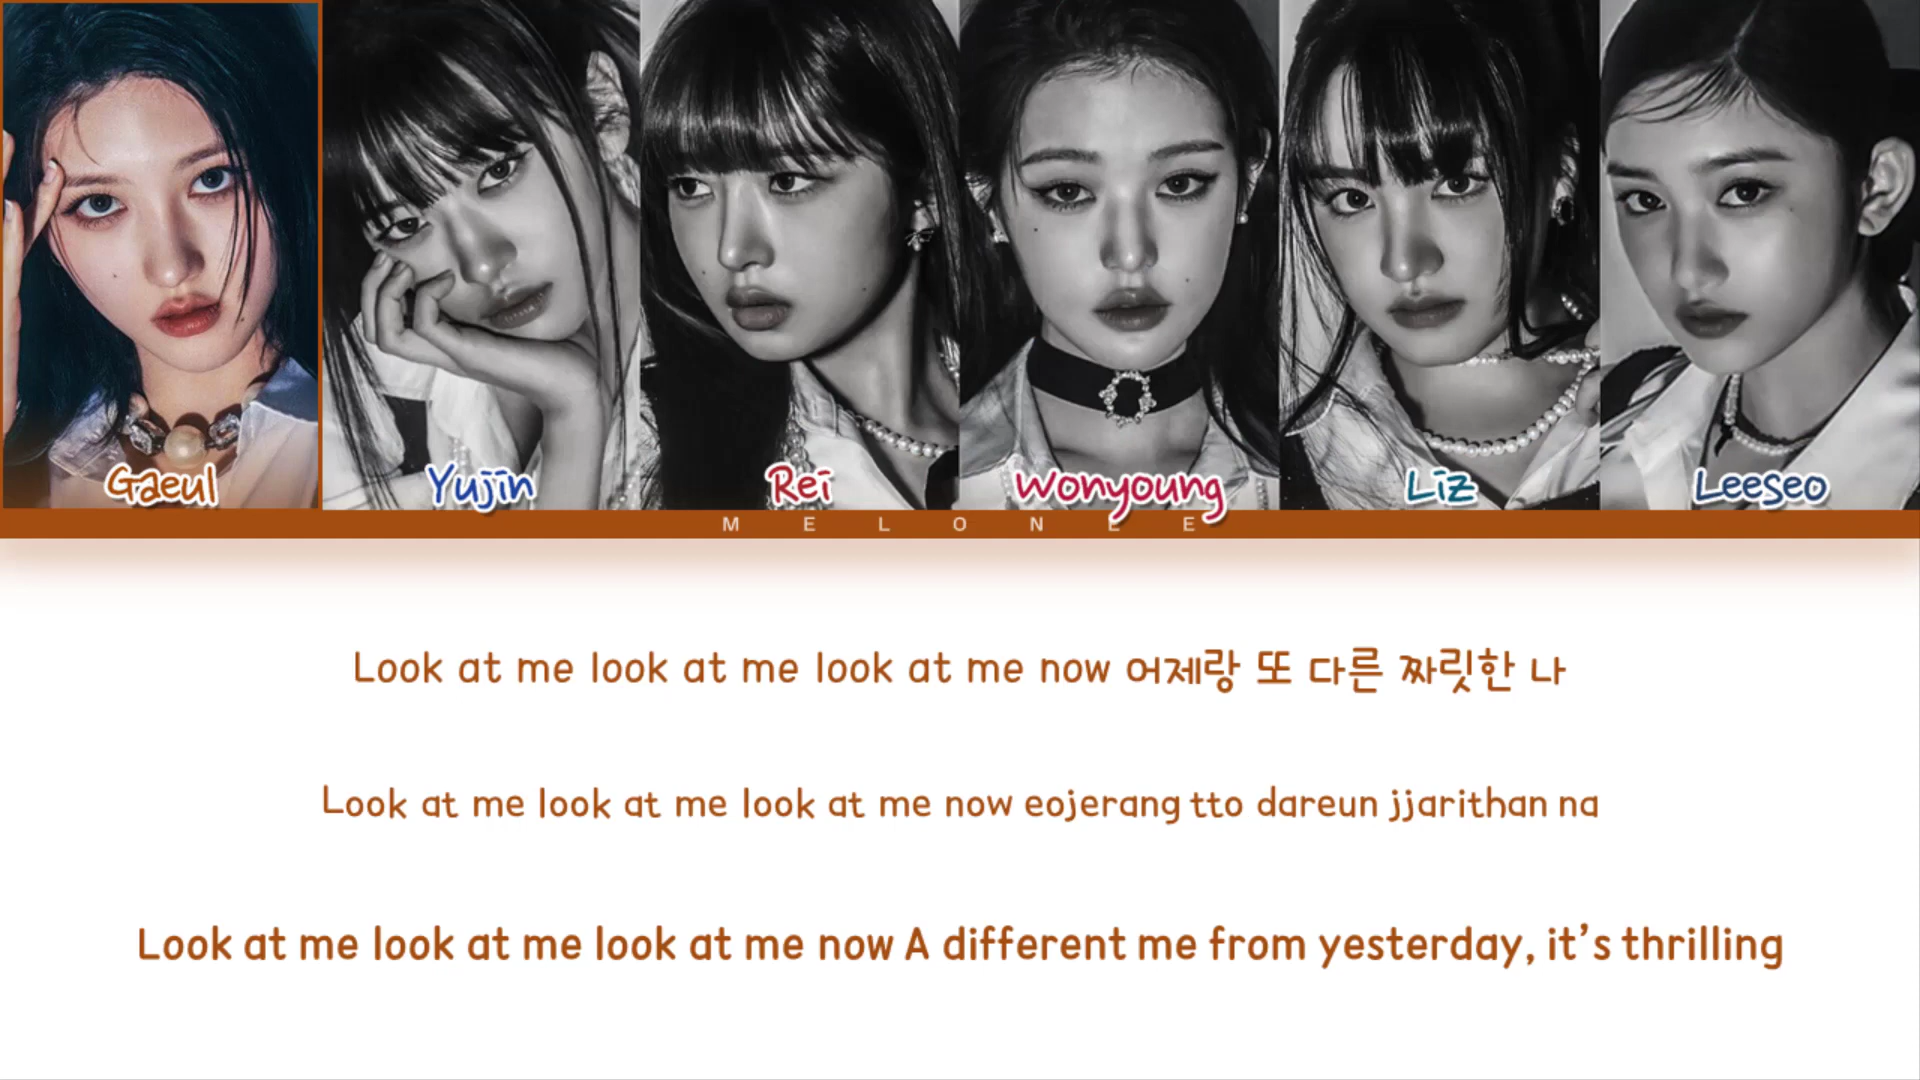 Gaeul Yujin Rei Wonyoung Liz Leeseo
MELONEE
Look at me look at me look at me now 어제랑 또 다른 짜릿한 나
Look at me look at me look at me now eojerang tto dareun jjarithan na
Look at me look at me look at me now A different me from yesterday, it's thrilling